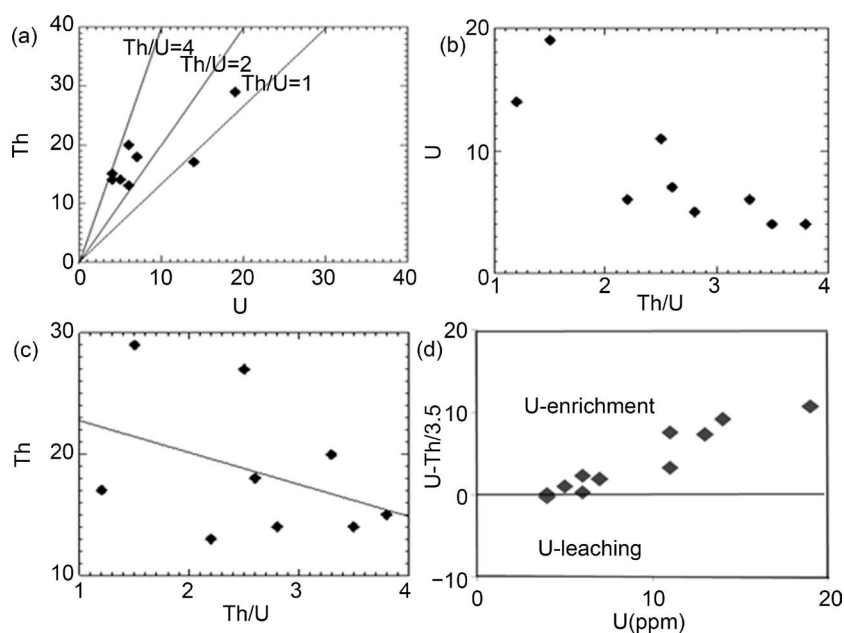 (a)
40
30
20
10
0
Th
Th/U=4
Th/U=2
Th/U=1
0 10 20 30 40
U
(b)
20
10
0
U
1 2 3 4
Th/U
(c)
30
20
10
Th
1 2 3 4
Th/U
(d)
20
10
0
−10
U-Th/3.5
U-enrichment
U-leaching
0 10 20
U(ppm)